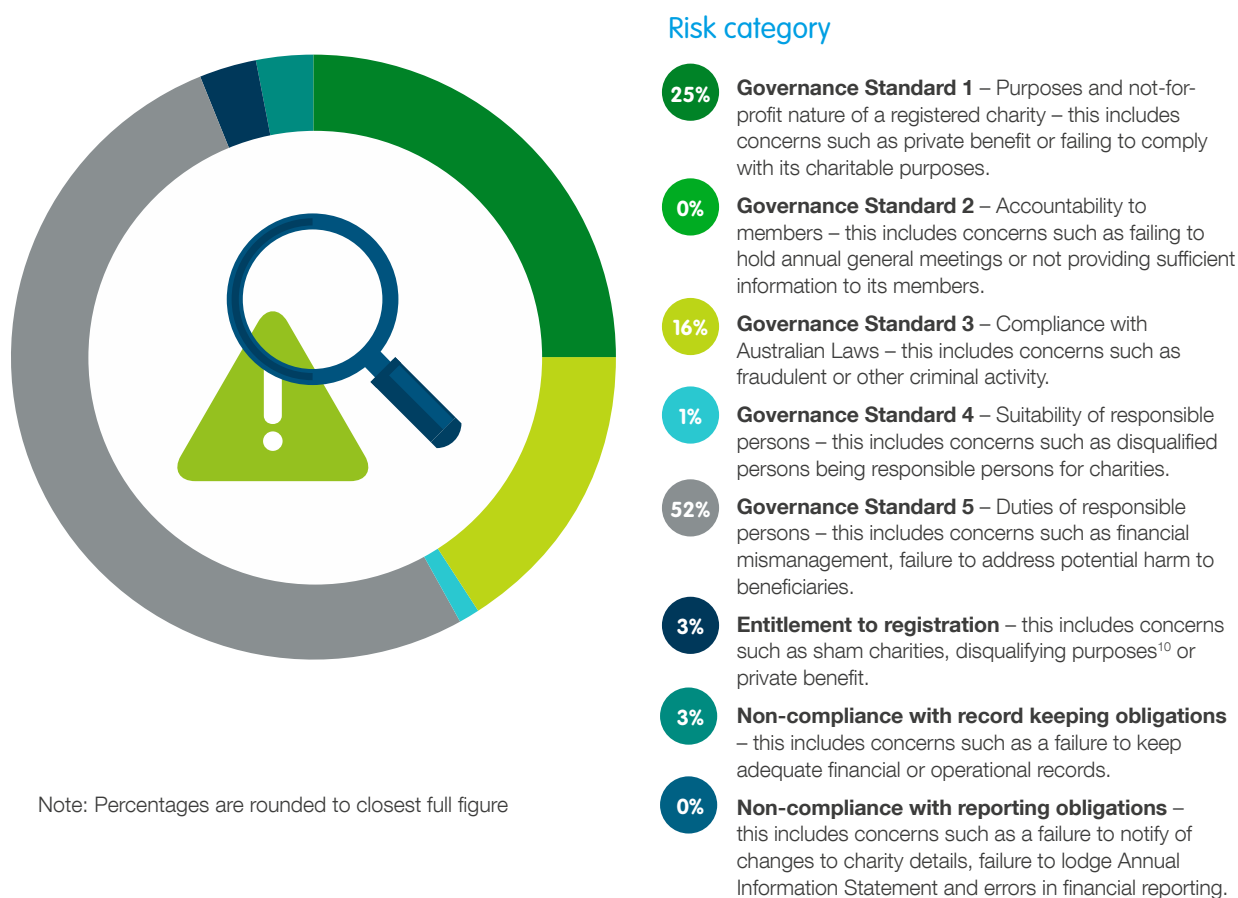 Risk category
25%
Governance Standard 1 – Purposes and not-for-
profit nature of a registered charity – this includes
concerns such as private benefit or failing to comply
with its charitable purposes.
0%
Governance Standard 2 – Accountability to
members – this includes concerns such as failing to
hold annual general meetings or not providing sufficient
information to its members.
16%
Governance Standard 3 – Compliance with
Australian Laws – this includes concerns such as
fraudulent or other criminal activity.
1%
Governance Standard 4 – Suitability of responsible
persons – this includes concerns such as disqualified
persons being responsible persons for charities.
52%
Governance Standard 5 – Duties of responsible
persons – this includes concerns such as financial
mismanagement, failure to address potential harm to
beneficiaries.
3%
Entitlement to registration – this includes concerns
such as sham charities, disqualifying purposes¹⁰ or
private benefit.
3%
Non-compliance with record keeping obligations
– this includes concerns such as a failure to keep
adequate financial or operational records.
0%
Non-compliance with reporting obligations –
this includes concerns such as a failure to notify of
changes to charity details, failure to lodge Annual
Information Statement and errors in financial reporting.
Note: Percentages are rounded to closest full figure